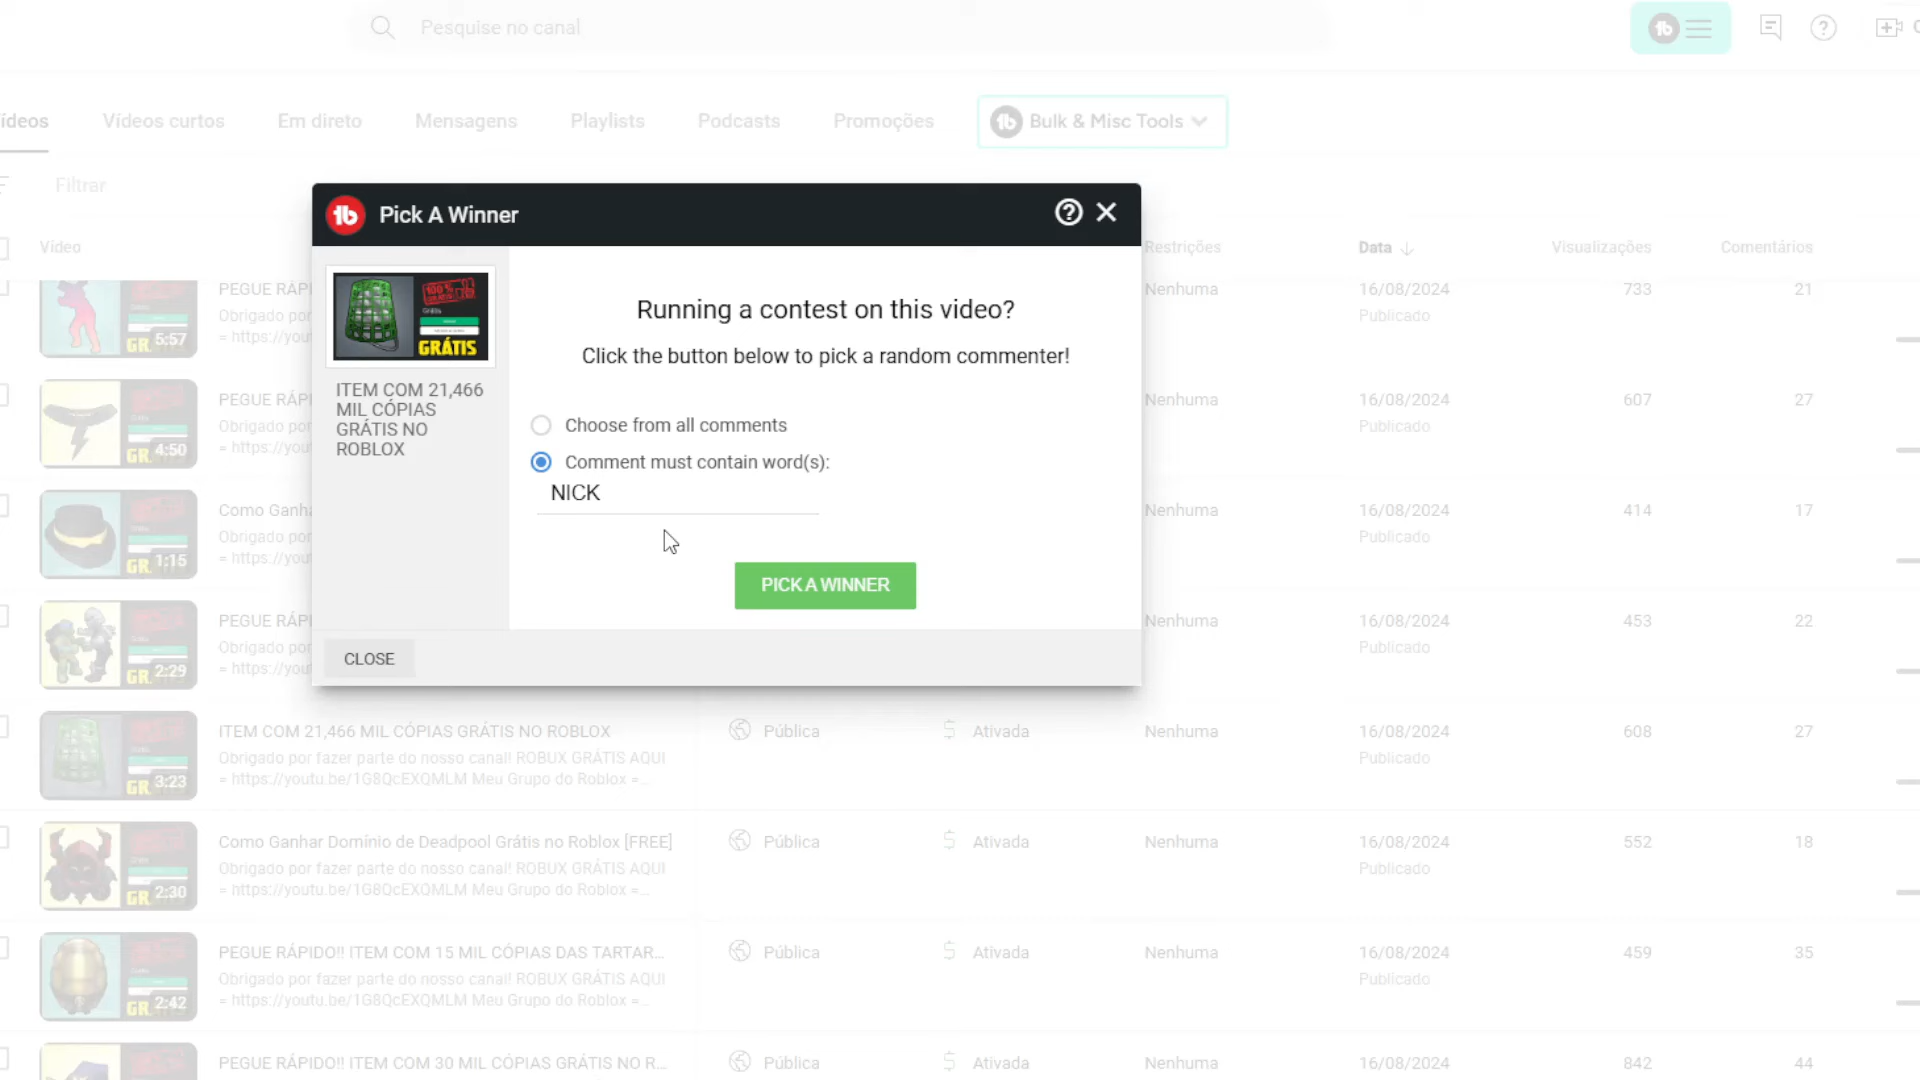 Pesquise no canal
ídeos
Vídeos curtos
Em direto
Mensagens
Playlists
Podcasts
Promoções
Bulk & Misc Tools
Filtrar
Pick A Winner
Vídeo
Restrições
Data
Visualizações
Comentários
100%
GRÁTIS
ITEM COM 21,466
MIL CÓPIAS
GRÁTIS NO
ROBLOX
Running a contest on this video?
Click the button below to pick a random commenter!
Choose from all comments
Comment must contain word(s):
NICK
PICK A WINNER
CLOSE
5:57
PEGUE RÁPI
Obrigado por
= https://you
Nenhuma
16/08/2024
Publicado
733
21
4:50
PEGUE RÁPI
Obrigado por
= https://you
Nenhuma
16/08/2024
Publicado
607
27
1:15
Como Ganha
Obrigado por
= https://you
Nenhuma
16/08/2024
Publicado
414
17
2:29
PEGUE RÁPI
Obrigado por
= https://you
Nenhuma
16/08/2024
Publicado
453
22
3:23
ITEM COM 21,466 MIL CÓPIAS GRÁTIS NO ROBLOX
Obrigado por fazer parte do nosso canal! ROBUX GRÁTIS AQUI
= https://youtu.be/1G8QcEXQMLM Meu Grupo do Roblox =...
Pública
Ativada
Nenhuma
16/08/2024
Publicado
608
27
2:30
Como Ganhar Domínio de Deadpool Grátis no Roblox [FREE]
Obrigado por fazer parte do nosso canal! ROBUX GRÁTIS AQUI
= https://youtu.be/1G8QcEXQMLM Meu Grupo do Roblox =...
Pública
Ativada
Nenhuma
16/08/2024
Publicado
552
18
2:42
PEGUE RÁPIDO!! ITEM COM 15 MIL CÓPIAS DAS TARTAR...
Obrigado por fazer parte do nosso canal! ROBUX GRÁTIS AQUI
= https://youtu.be/1G8QcEXQMLM Meu Grupo do Roblox =...
Pública
Ativada
Nenhuma
16/08/2024
Publicado
459
35
PEGUE RÁPIDO!! ITEM COM 30 MIL CÓPIAS GRÁTIS NO R...
Pública
Ativada
Nenhuma
16/08/2024
842
44